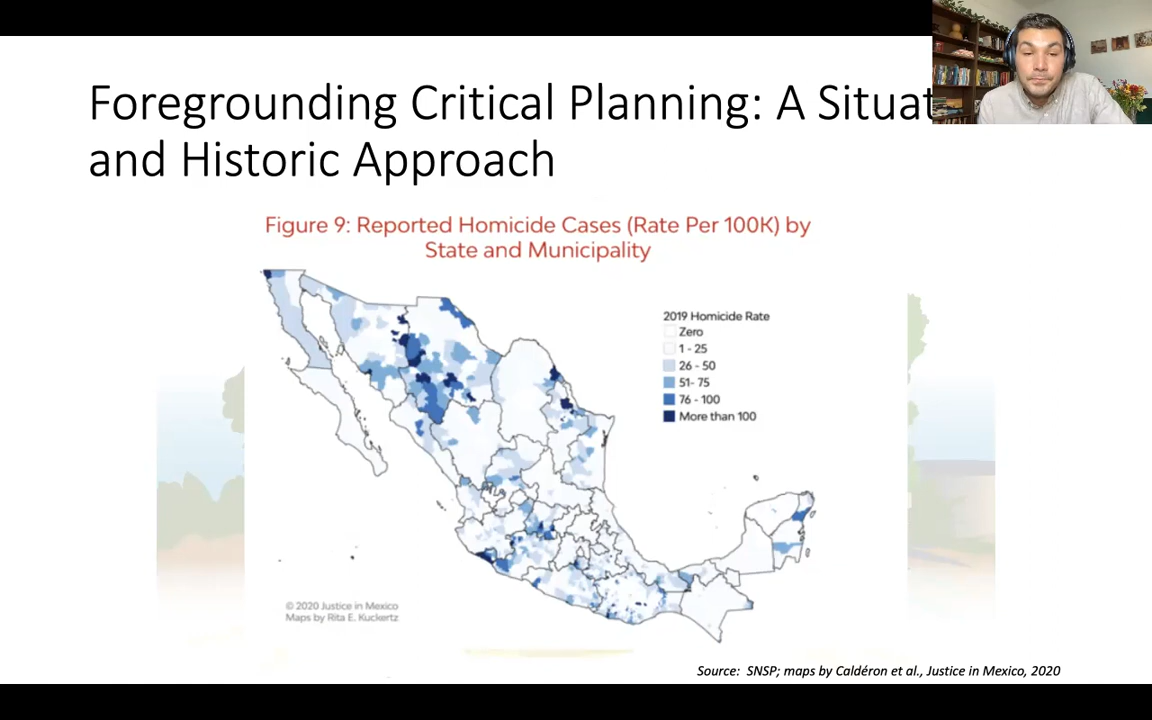 Foregrounding Critical Planning: A Situat
and Historic Approach
Figure 9: Reported Homicide Cases (Rate Per 100K) by
State and Municipality
2019 Homicide Rate
Zero
1 - 25
26 - 50
51- 75
76 - 100
More than 100
© 2020 Justice in Mexico
Maps by Rita E. Kuckertz
Source: SNSP; maps by Caldéron et al., Justice in Mexico, 2020